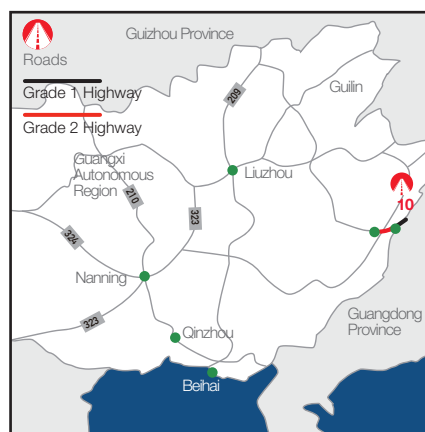 Guizhou Province
Roads
Grade 1 Highway
Grade 2 Highway
209
Guilin
Guangxi
Autonomous
Region
Liuzhou
210
323
10
324
Nanning
323
Qinzhou
Guangdong
Province
Beihai